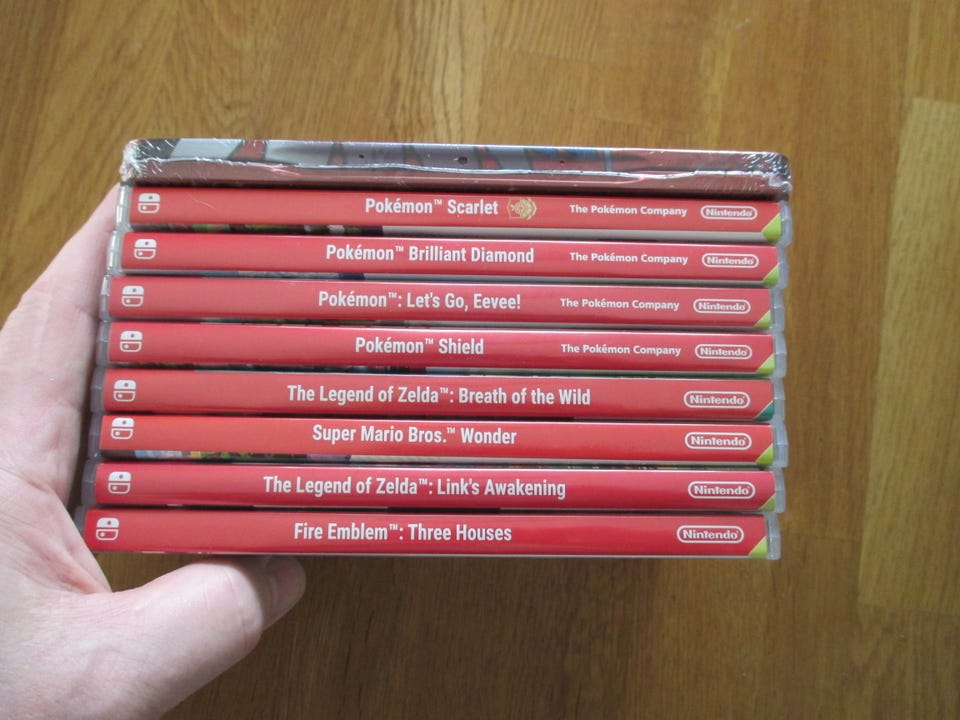 Pokémon™ Scarlet The Pokémon Company Nintendo
Pokémon™ Brilliant Diamond The Pokémon Company Nintendo
Pokémon™: Let's Go, Eevee! The Pokémon Company Nintendo
Pokémon™ Shield The Pokémon Company Nintendo
The Legend of Zelda™: Breath of the Wild Nintendo
Super Mario Bros.™ Wonder Nintendo
The Legend of Zelda™: Link's Awakening Nintendo
Fire Emblem™: Three Houses Nintendo